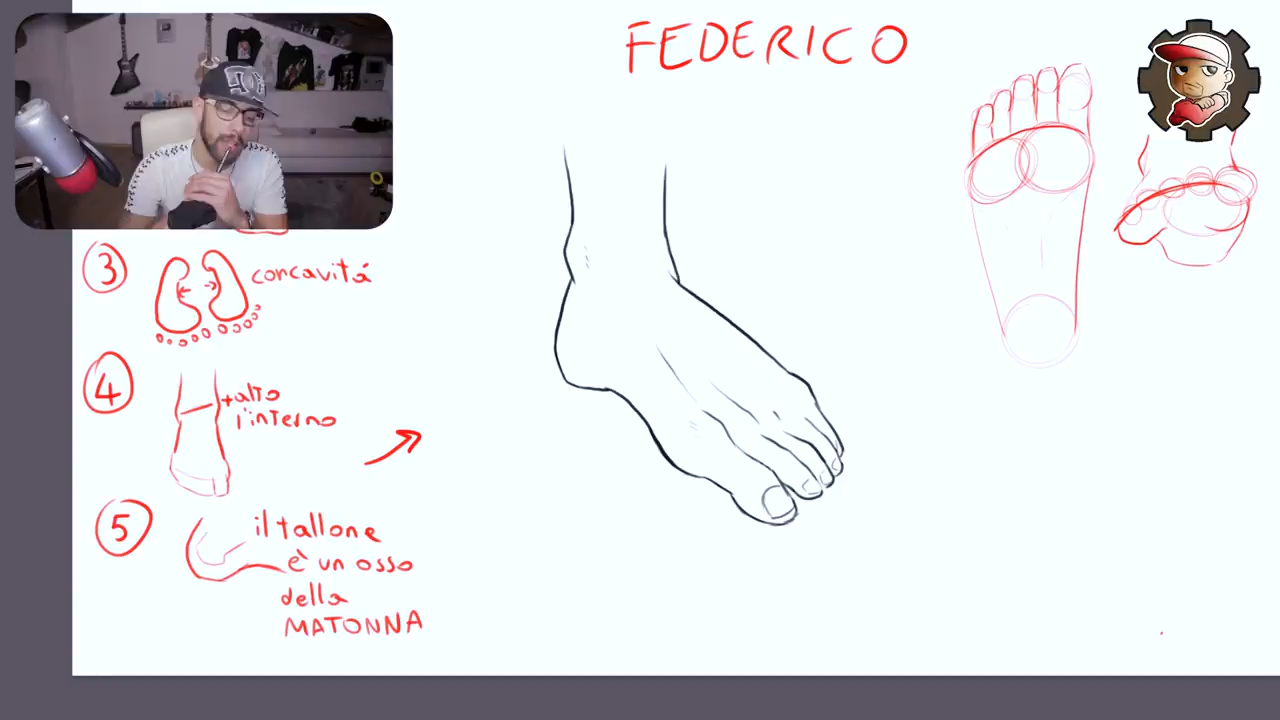 FEDERICO
3
concavità
4
+alto
l'interno
5
il tallone
è un osso
della
MATONNA